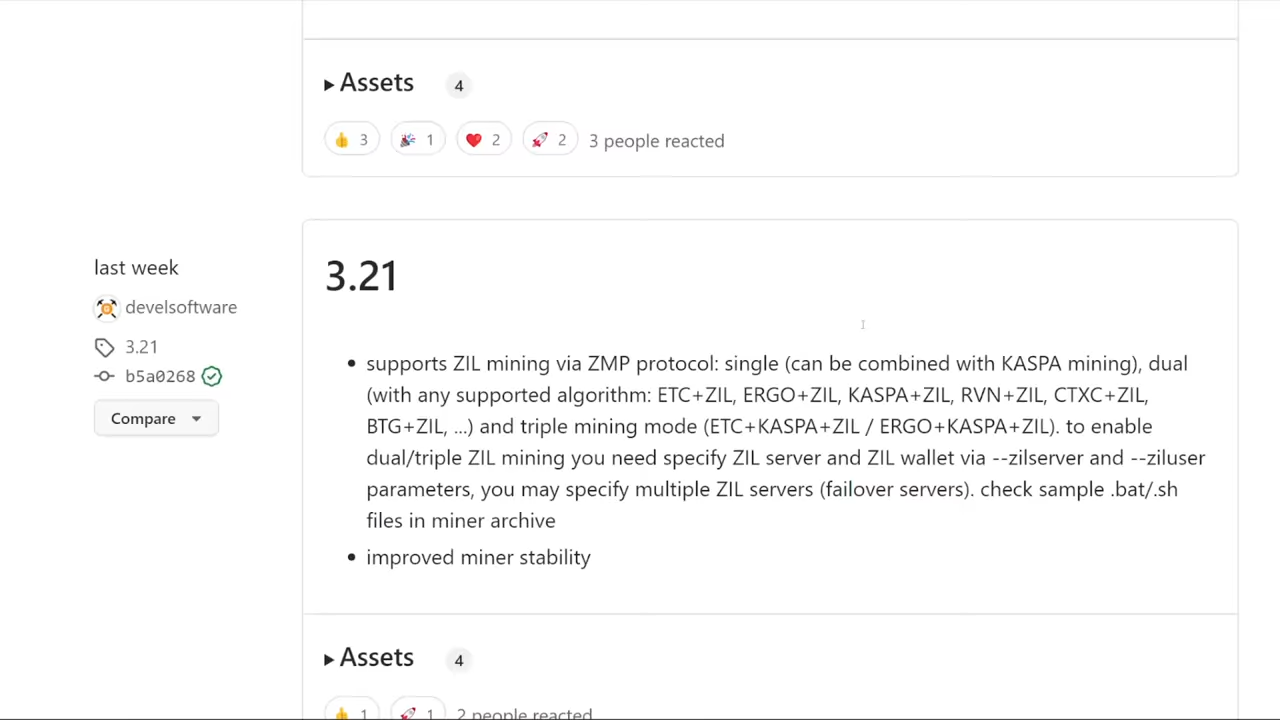 Assets 4
👍 3 🎉 1 ❤️ 2 🚀 2 3 people reacted
last week
develsoftware
3.21
b5a0268
Compare
3.21
• supports ZIL mining via ZMP protocol: single (can be combined with KASPA mining), dual
(with any supported algorithm: ETC+ZIL, ERGO+ZIL, KASPA+ZIL, RVN+ZIL, CTXC+ZIL,
BTG+ZIL, ...) and triple mining mode (ETC+KASPA+ZIL / ERGO+KASPA+ZIL). to enable
dual/triple ZIL mining you need specify ZIL server and ZIL wallet via --zilserver and --ziluser
parameters, you may specify multiple ZIL servers (failover servers). check sample .bat/.sh
files in miner archive
• improved miner stability
Assets 4
👍 1 🚀 1 2 people reacted